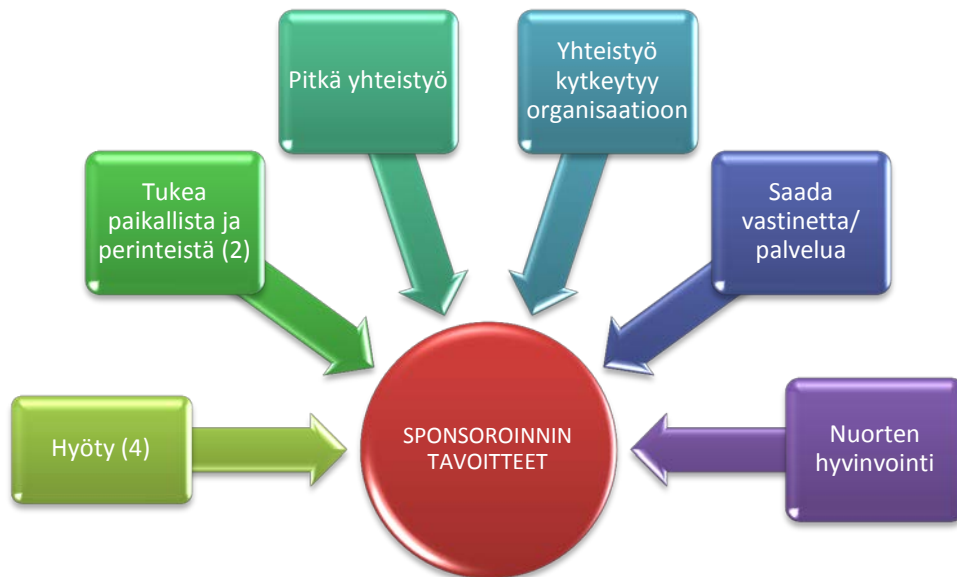 Pitkä yhteistyö
Yhteistyö
kytkeytyy
organisaatioon
Tukea
paikallista ja
perinteistä (2)
Saada
vastinetta/
palvelua
Hyöty (4)
SPONSOROINNIN
TAVOITTEET
Nuorten
hyvinvointi